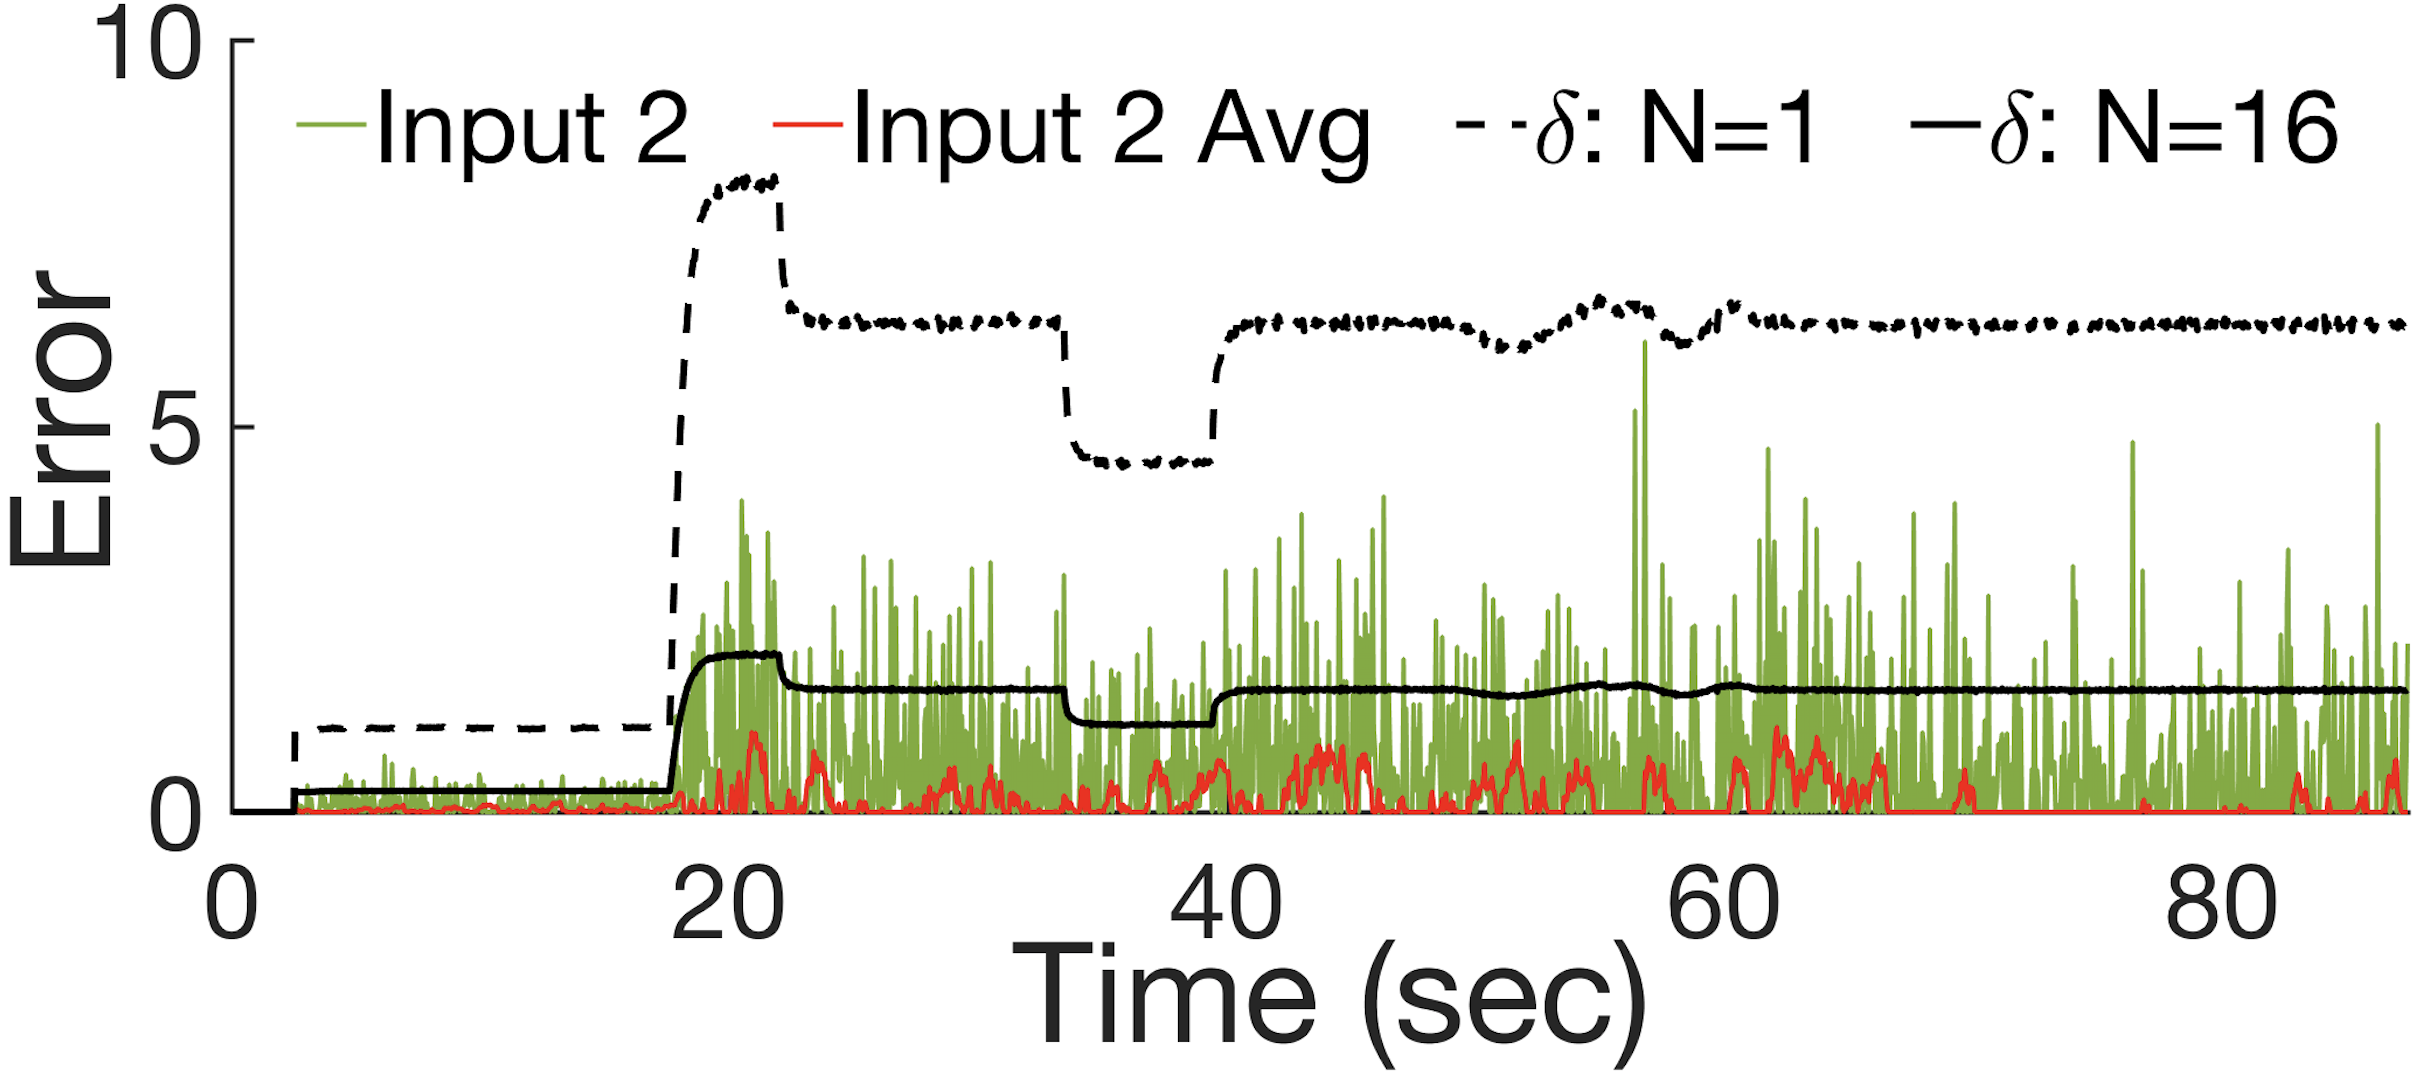 10
Input 2 Input 2 Avg δ: N=1 δ: N=16
Error
5
0
0 20 40 60 80
Time (sec)